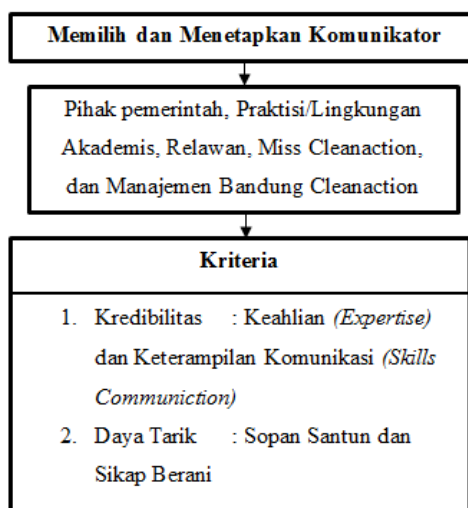 Memilih dan Menetapkan Komunikator
Pihak pemerintah, Praktisi/Lingkungan
Akademis, Relawan, Miss Cleanaction,
dan Manajemen Bandung Cleanaction
Kriteria
1. Kredibilitas : Keahlian (Expertise)
dan Keterampilan Komunikasi (Skills
Communiction)
2. Daya Tarik : Sopan Santun dan
Sikap Berani